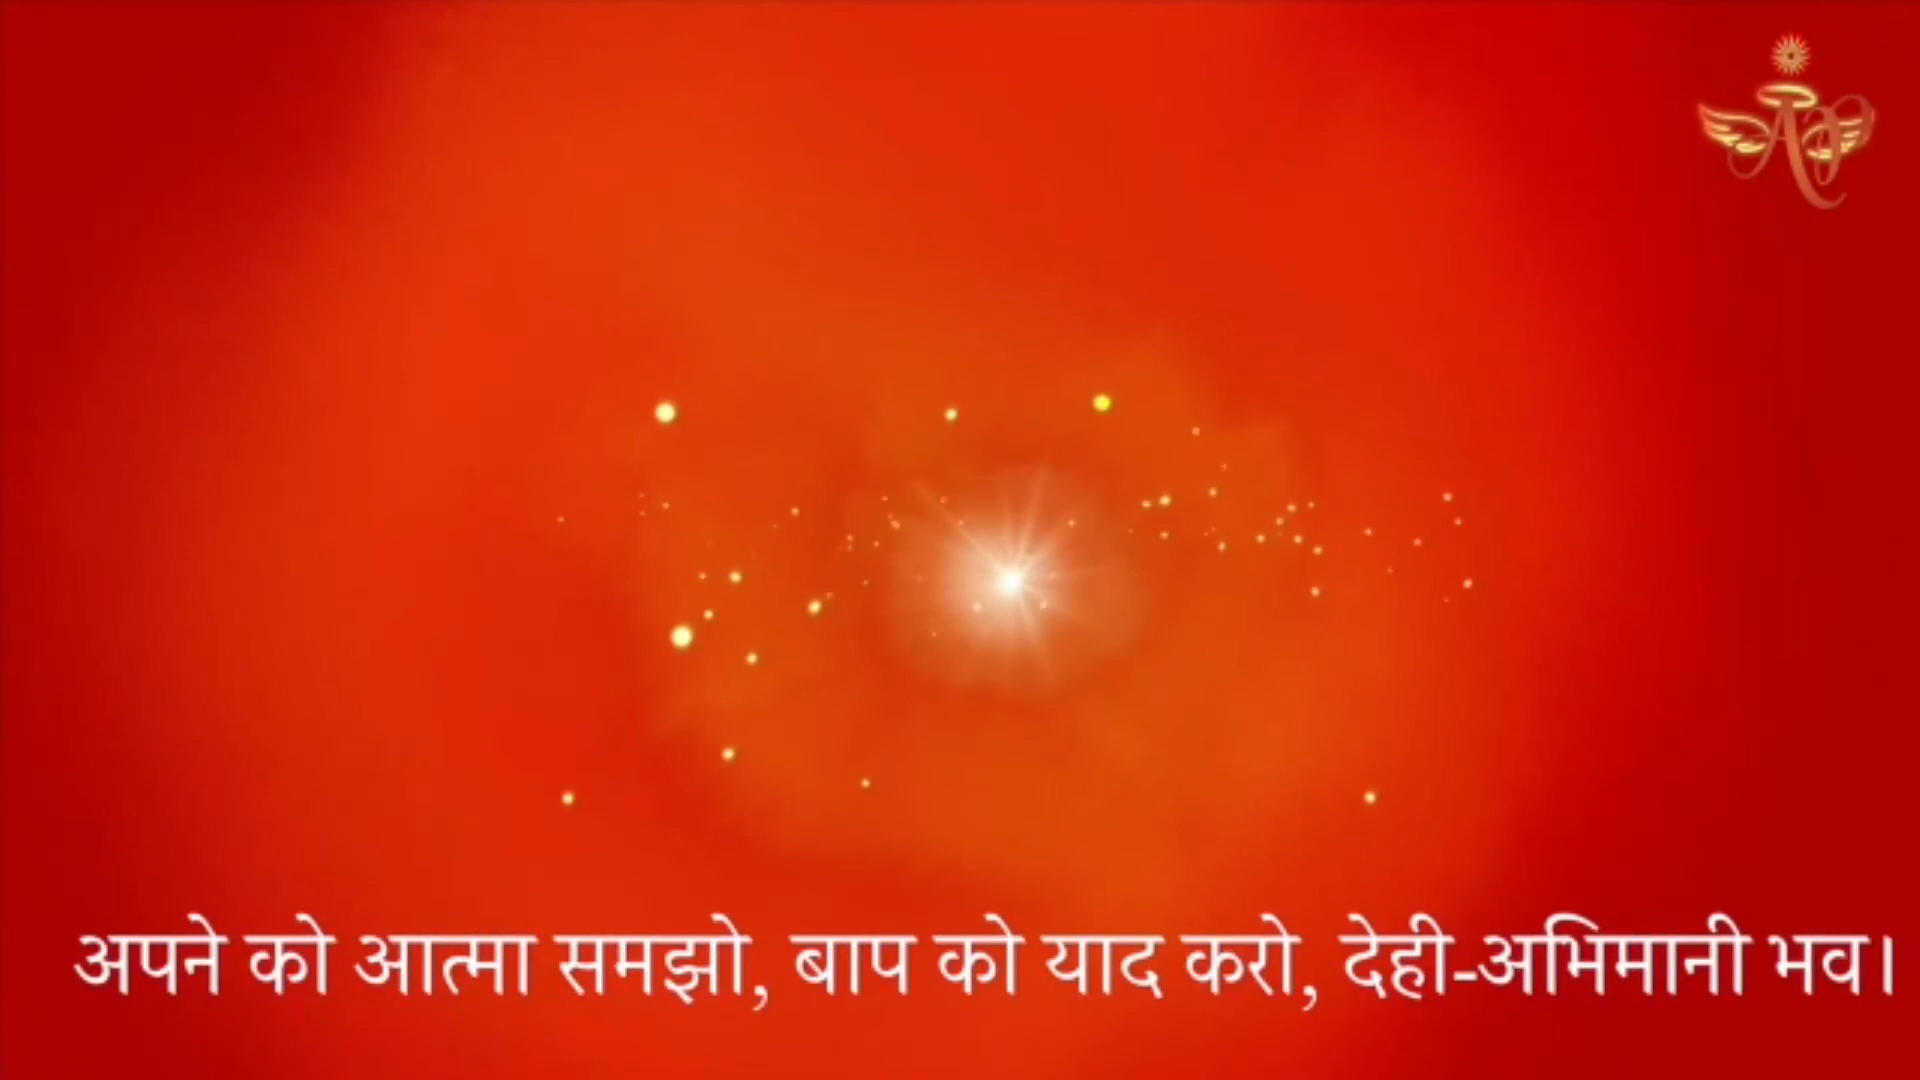 अपने को आत्मा समझो, बाप को याद करो, देही-अभिमानी भव।